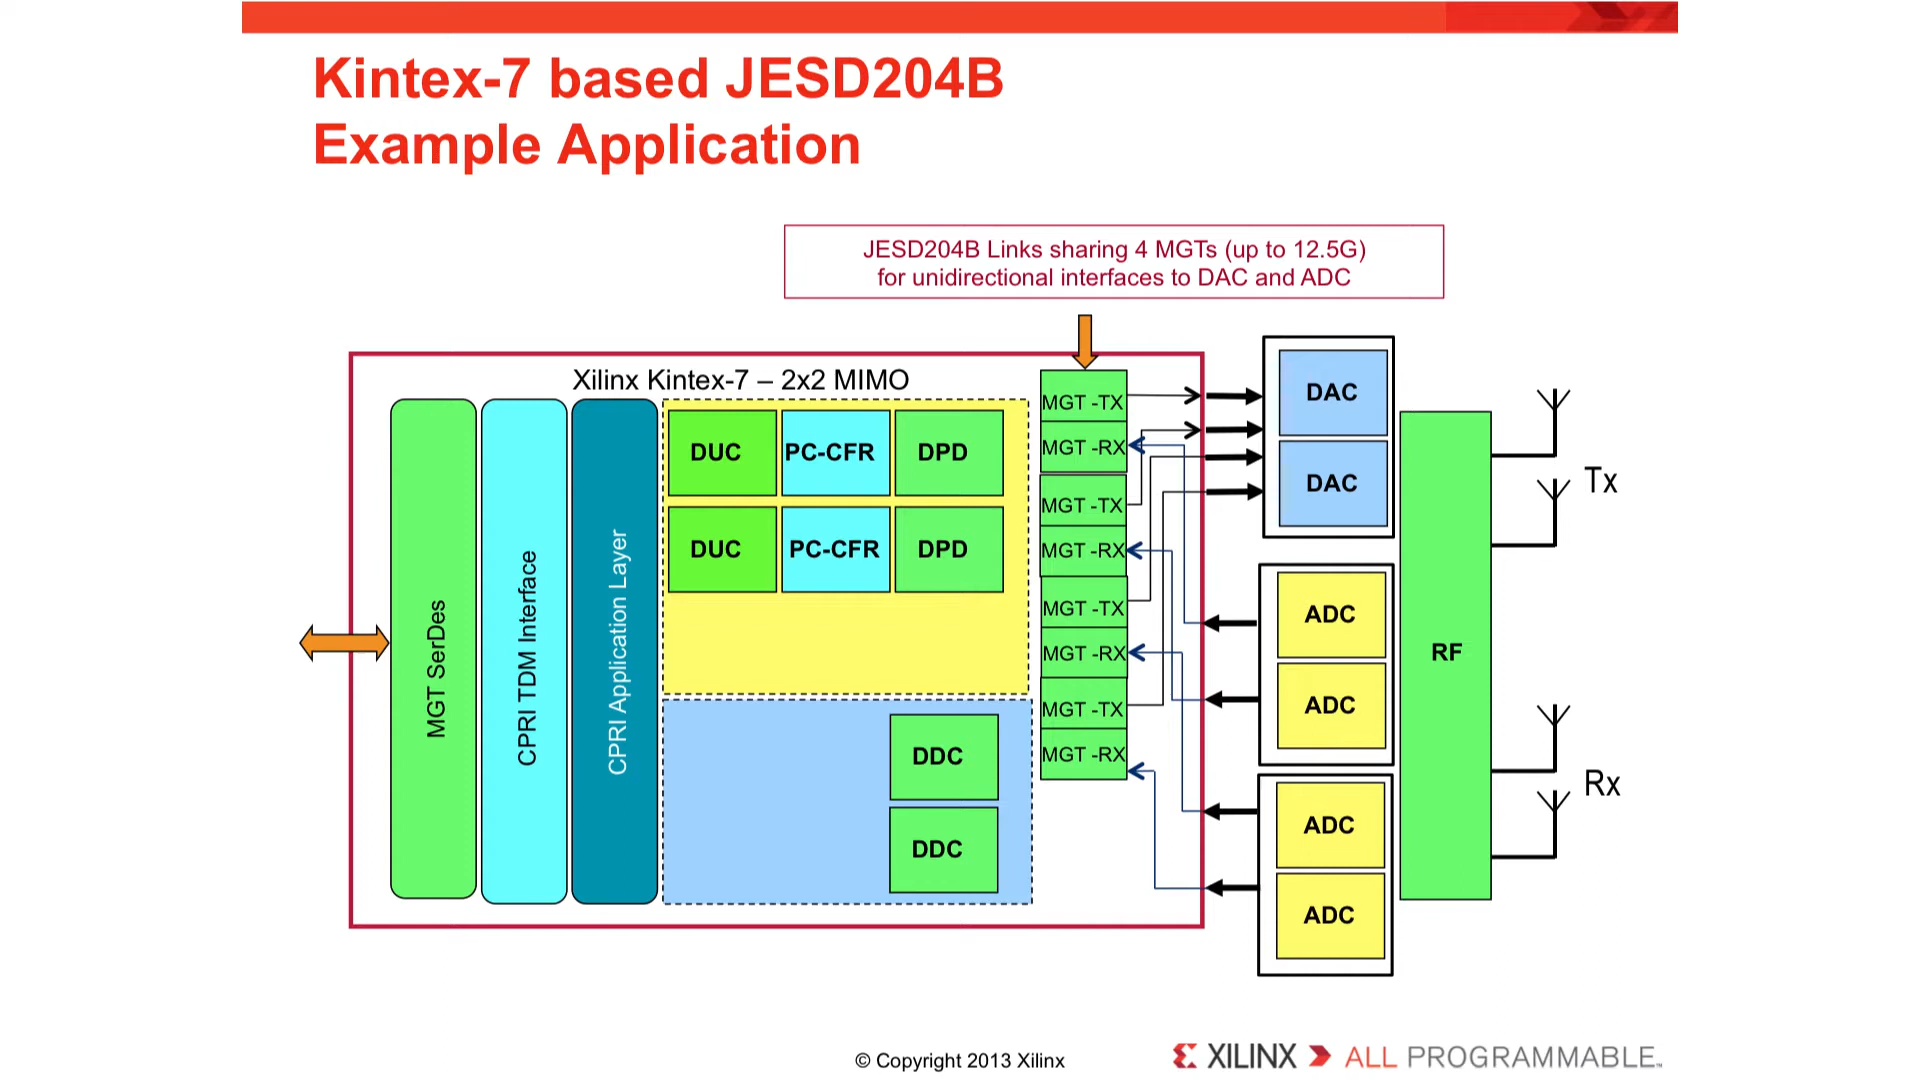 Kintex-7 based JESD204B
Example Application
JESD204B Links sharing 4 MGTs (up to 12.5G)
for unidirectional interfaces to DAC and ADC
Xilinx Kintex-7 – 2x2 MIMO
MGT SerDes
CPRI TDM Interface
CPRI Application Layer
DUC
PC-CFR
DPD
DUC
PC-CFR
DPD
DDC
DDC
MGT -TX
MGT -RX
MGT -TX
MGT -RX
MGT -TX
MGT -RX
MGT -TX
MGT -RX
DAC
DAC
ADC
ADC
ADC
ADC
RF
Tx
Rx
© Copyright 2013 Xilinx
XILINX ALL PROGRAMMABLE™